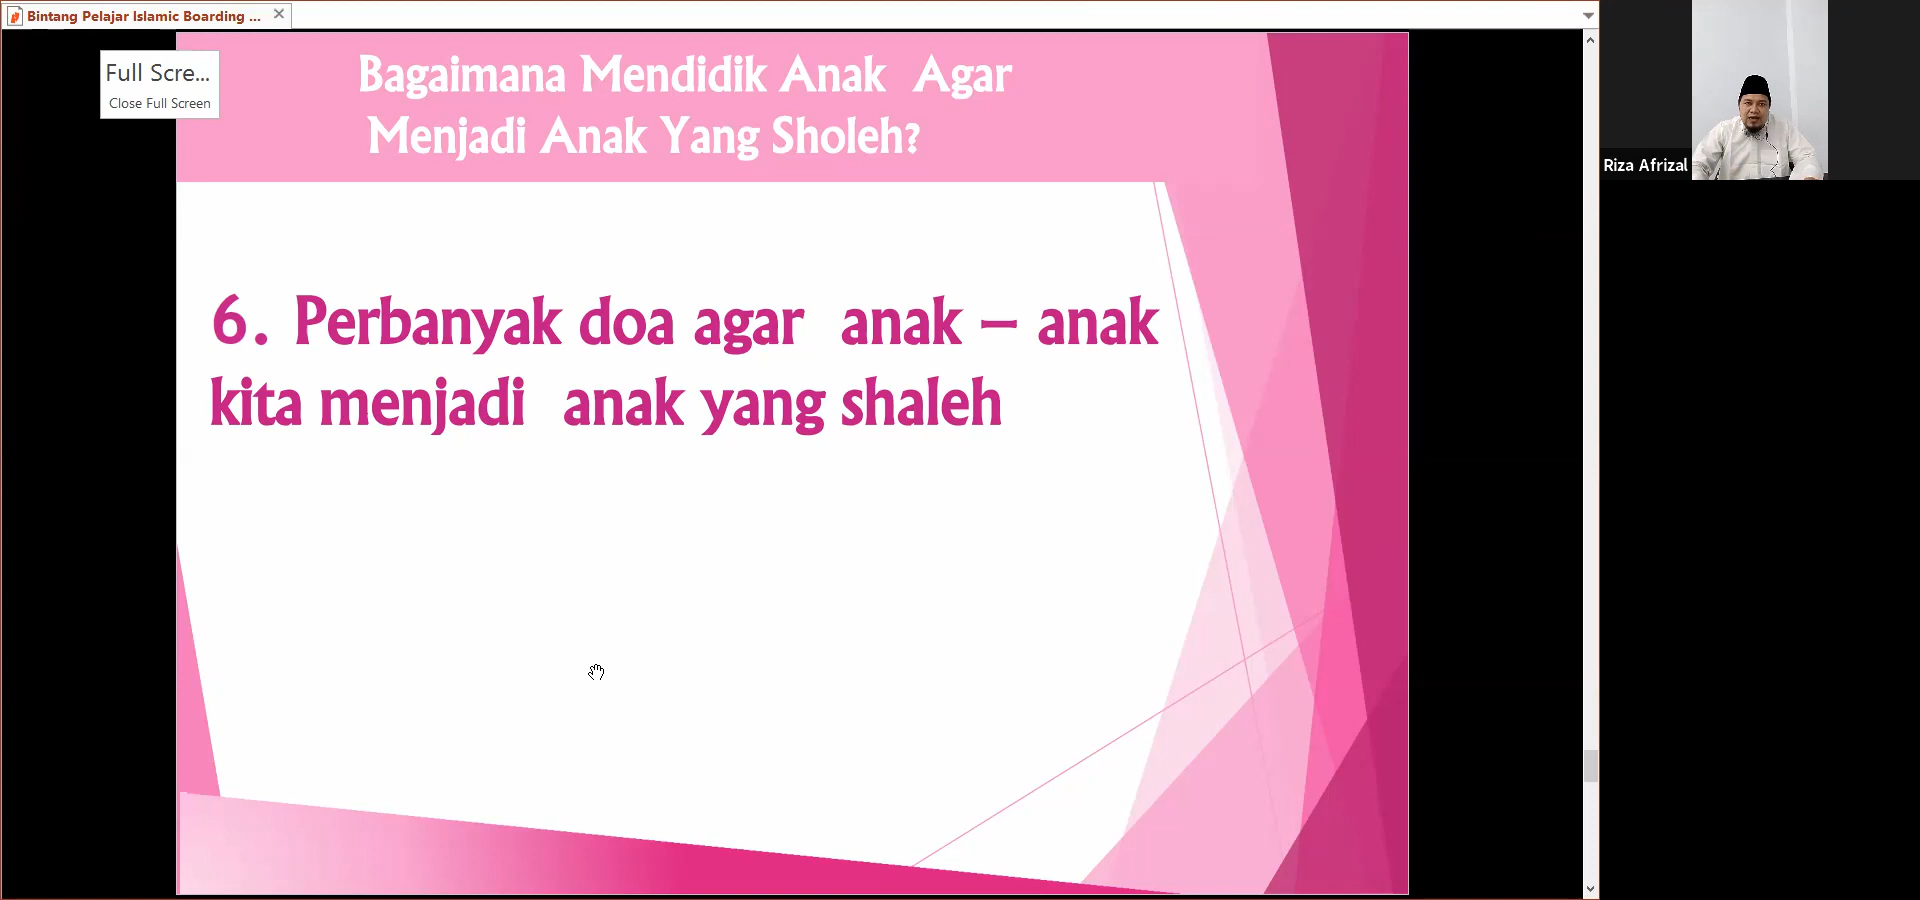 Bintang Pelajar Islamic Boarding ...
Full Scre...
Close Full Screen
Bagaimana Mendidik Anak Agar
Menjadi Anak Yang Sholeh?
6. Perbanyak doa agar anak – anak
kita menjadi anak yang shaleh
Riza Afrizal